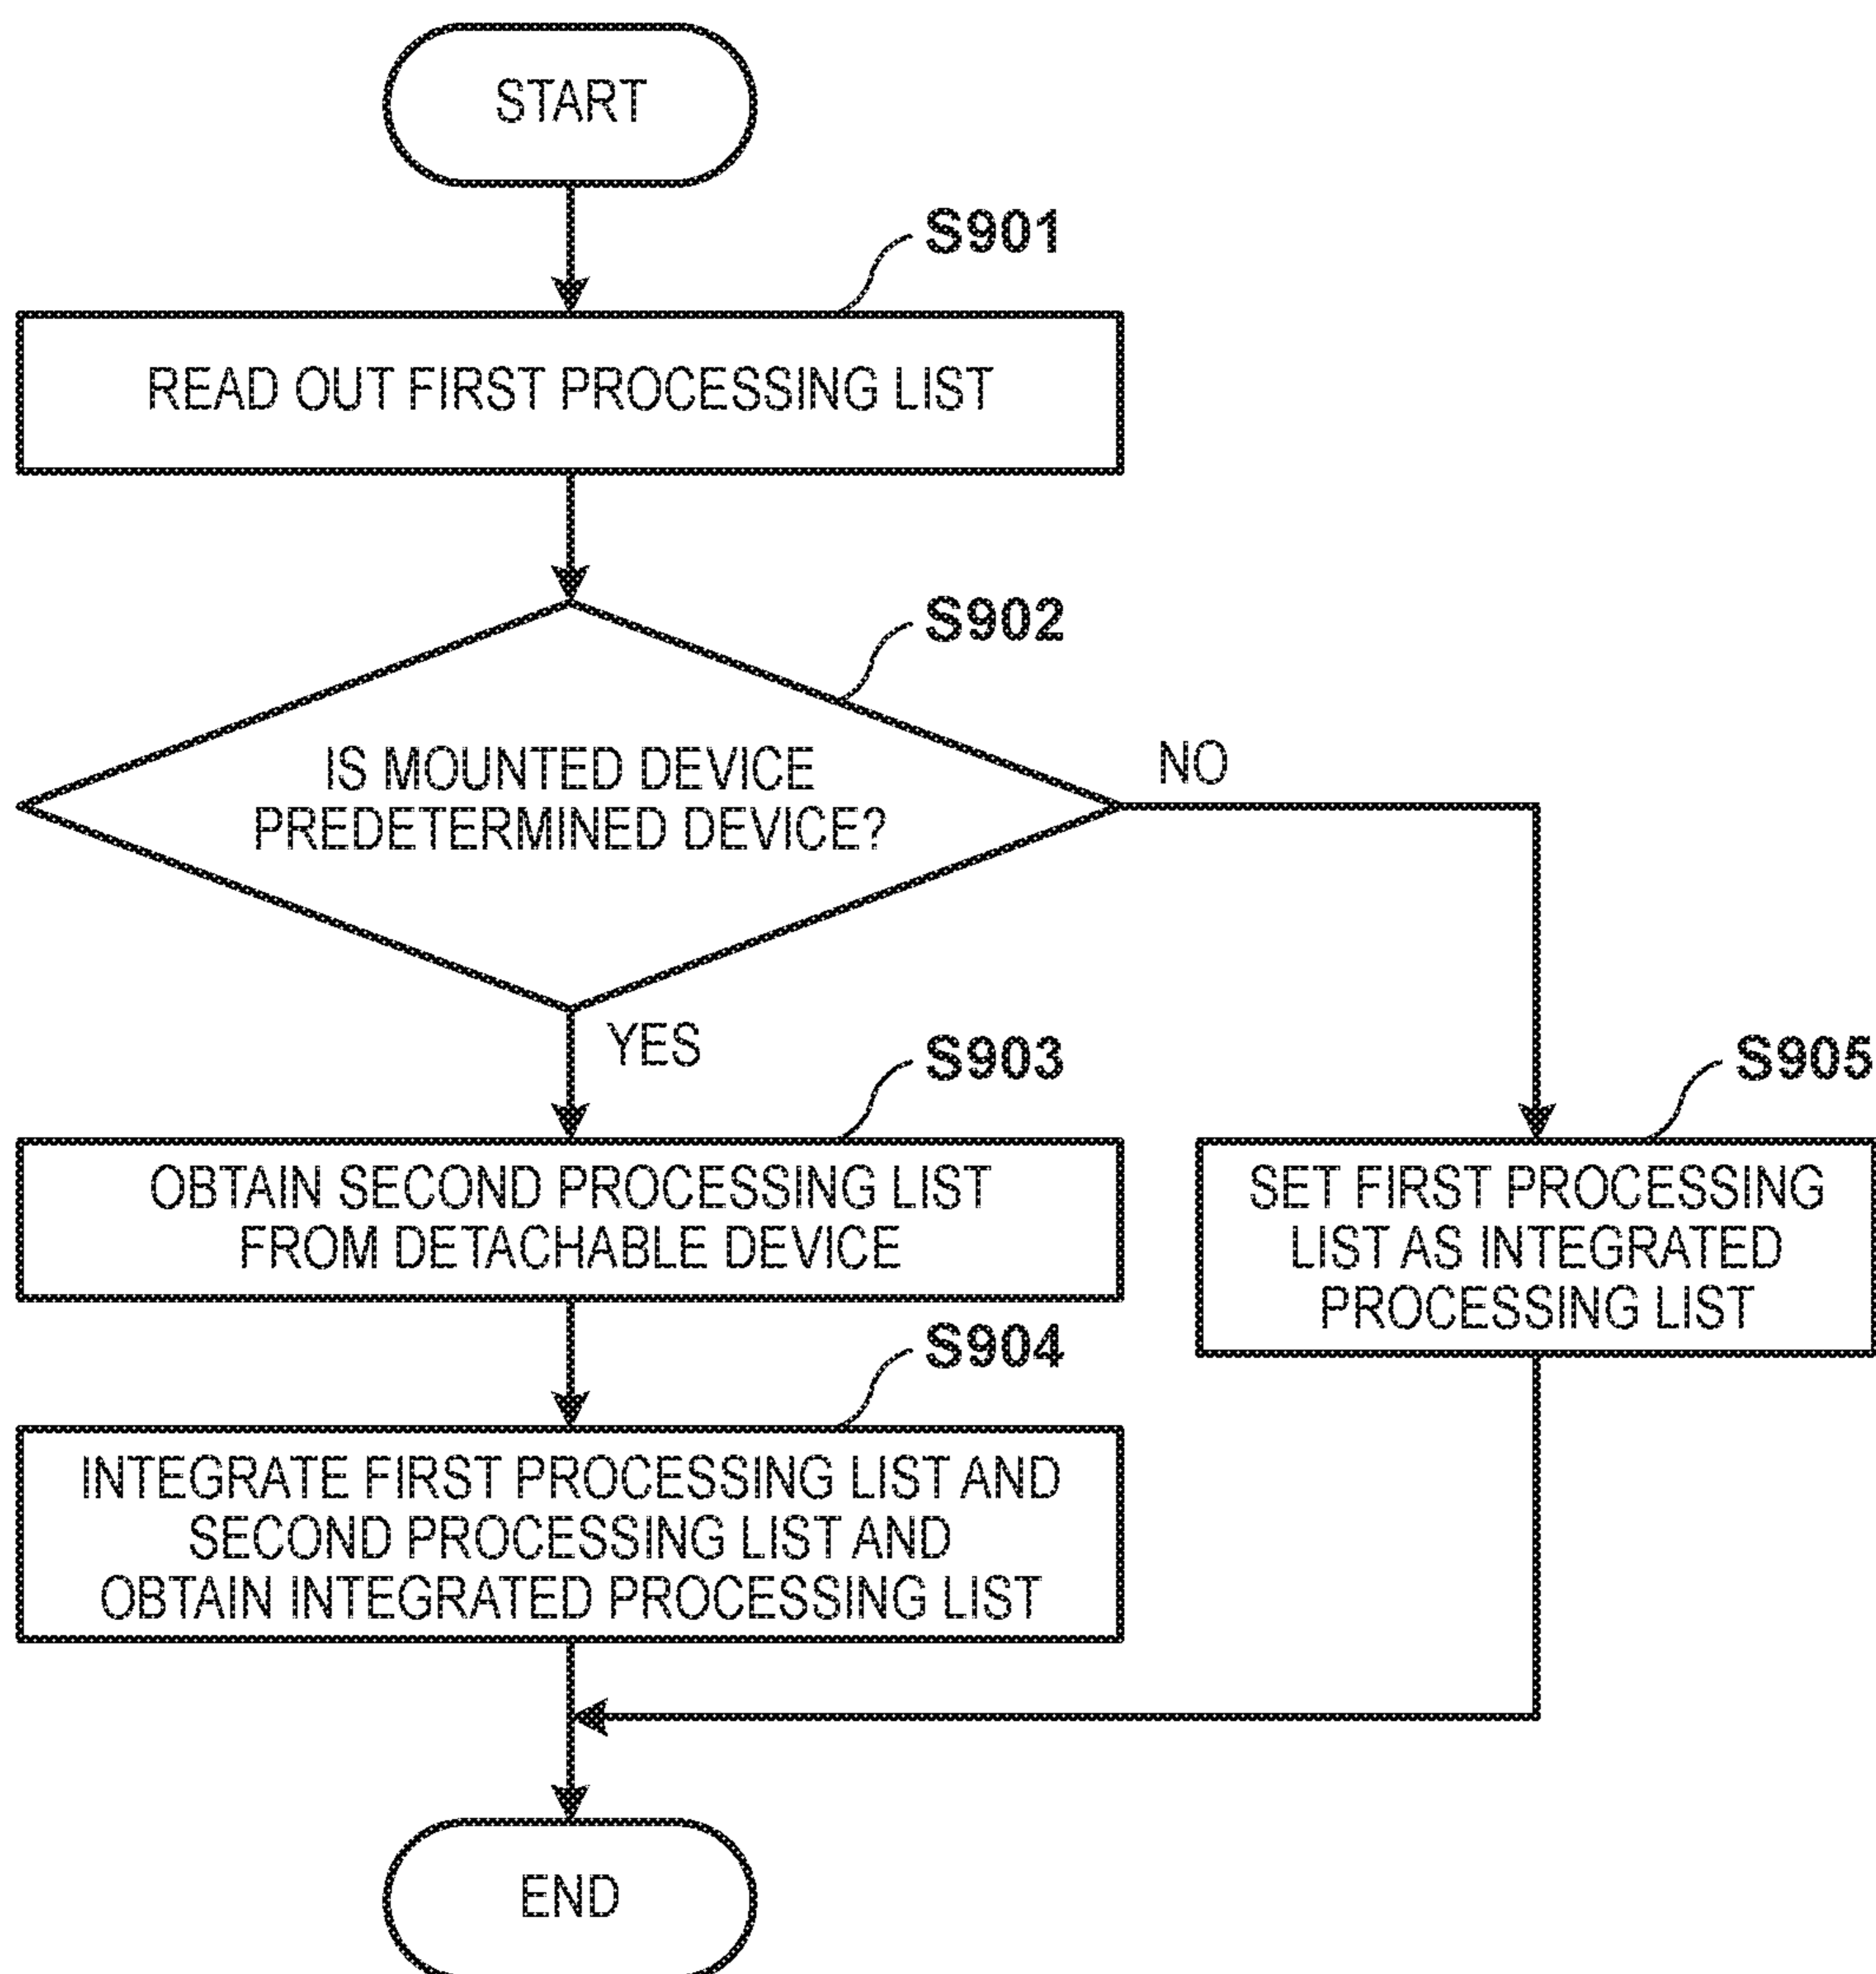 START
S901
READ OUT FIRST PROCESSING LIST
S902
IS MOUNTED DEVICE
PREDETERMINED DEVICE?
NO
YES
S903
OBTAIN SECOND PROCESSING LIST
FROM DETACHABLE DEVICE
S905
SET FIRST PROCESSING
LIST AS INTEGRATED
PROCESSING LIST
S904
INTEGRATE FIRST PROCESSING LIST AND
SECOND PROCESSING LIST AND
OBTAIN INTEGRATED PROCESSING LIST
END